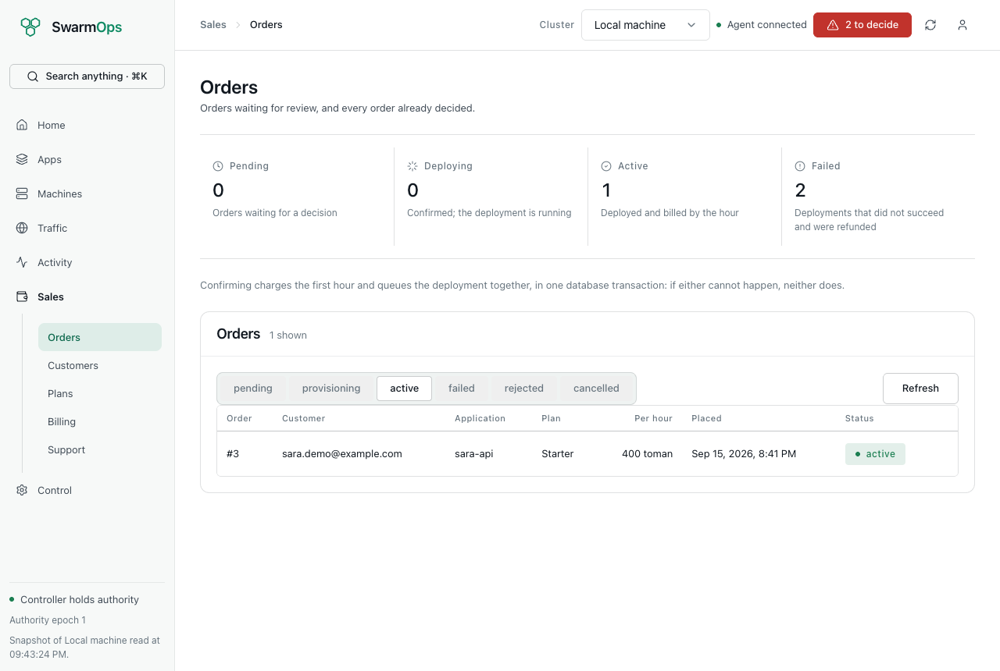 SwarmOps
Search anything · ⌘K
Home
Apps
Machines
Traffic
Activity
Sales
Orders
Customers
Plans
Billing
Support
Control
Controller holds authority
Authority epoch 1
Snapshot of Local machine read at
09:43:24 PM.
Sales Orders
Cluster Local machine Agent connected 2 to decide
Orders
Orders waiting for review, and every order already decided.
Pending
0
Orders waiting for a decision
Deploying
0
Confirmed; the deployment is running
Active
1
Deployed and billed by the hour
Failed
2
Deployments that did not succeed
and were refunded
Confirming charges the first hour and queues the deployment together, in one database transaction: if either cannot happen, neither does.
Orders 1 shown
pending provisioning active failed rejected cancelled Refresh
Order Customer Application Plan Per hour Placed Status
#3 sara.demo@example.com sara-api Starter 400 toman Sep 15, 2026, 8:41 PM active